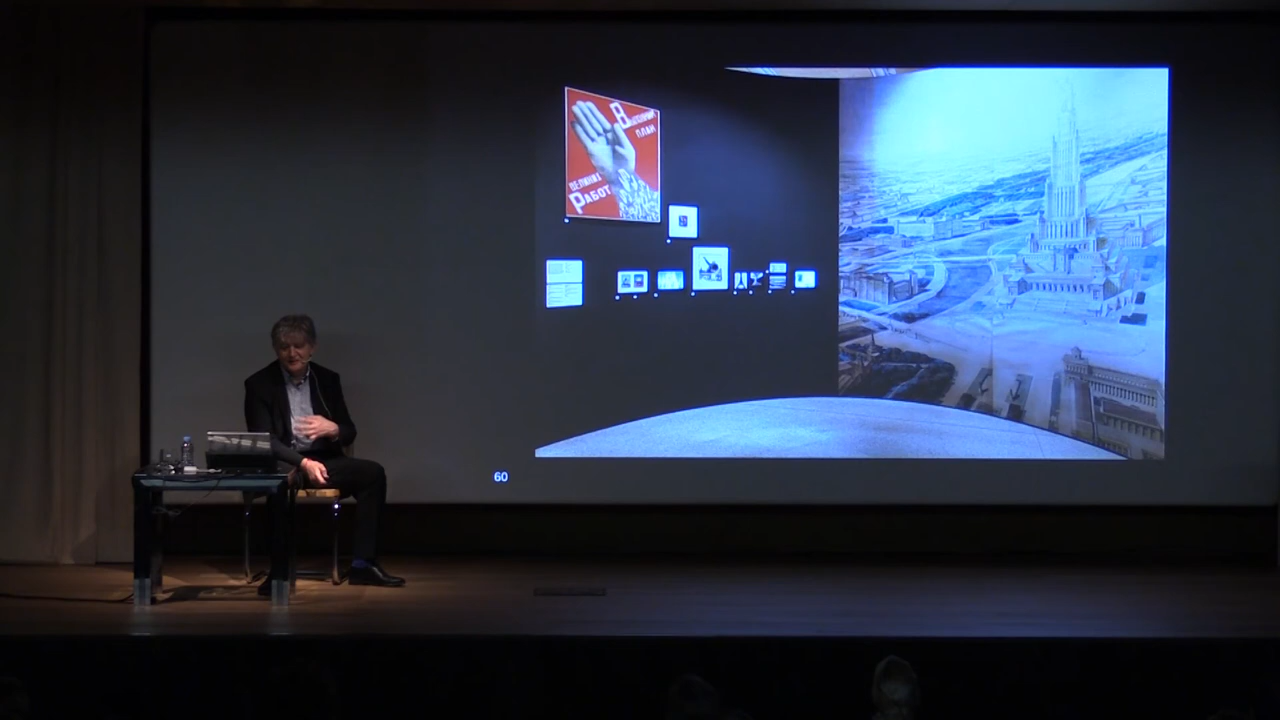 Выполним
план
великих
работ
60